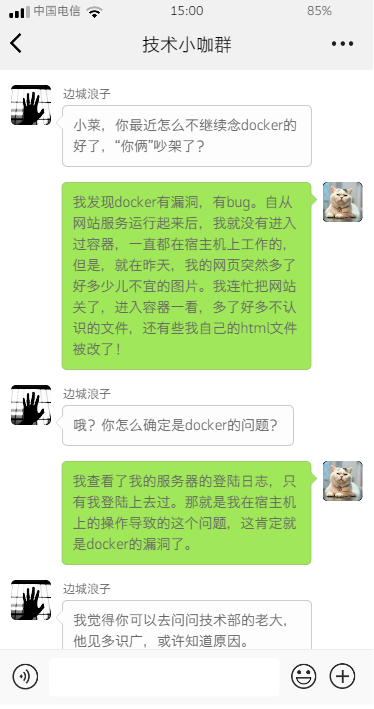 中国电信 15:00 85%
技术小咖群
边城浪子
小菜，你最近怎么不继续念docker的
好了，“你俩”吵架了？
我发现docker有漏洞，有bug。自从
网站服务运行起来后，我就没有进入
过容器，一直都在宿主机上工作的，
但是，就在昨天，我的网页突然多了
好多少儿不宜的图片。我连忙把网站
关了，进入容器一看，多了好多不认
识的文件，还有些我自己的html文件
被改了！
边城浪子
哦？你怎么确定是docker的问题？
我查看了我的服务器的登陆日志，只
有我登陆上去过。那就是我在宿主机
上的操作导致的这个问题，这肯定就
是docker的漏洞了。
边城浪子
我觉得你可以去问问技术部的老大，
他见多识广，或许知道原因。